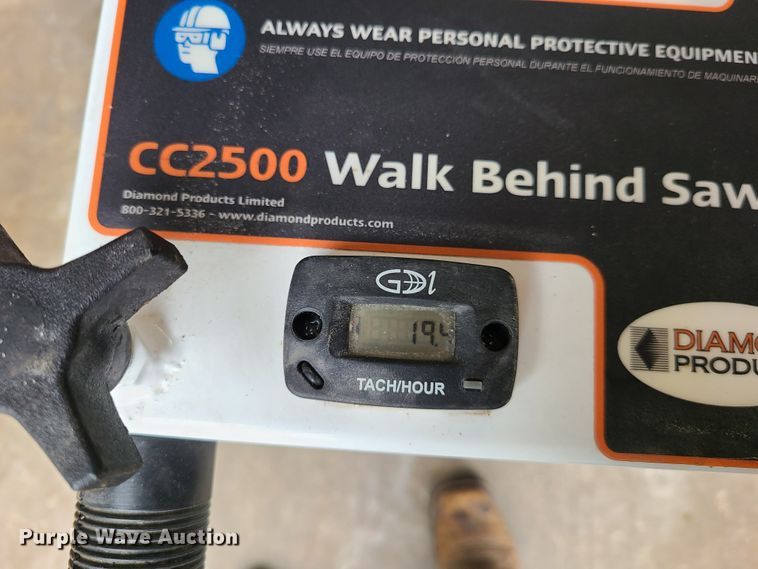 ALWAYS WEAR PERSONAL PROTECTIVE EQUIPMEN
SIEMPRE USE EL EQUIPO DE PROTECCIÓN PERSONAL DURANTE EL FUNCIONAMIENTO DE MAQUINAR
CC2500 Walk Behind Saw
Diamond Products Limited
800-321-5336 - www.diamondproducts.com
GDI
19.4
TACH/HOUR
DIAMO
PRODU
Purple Wave Auction